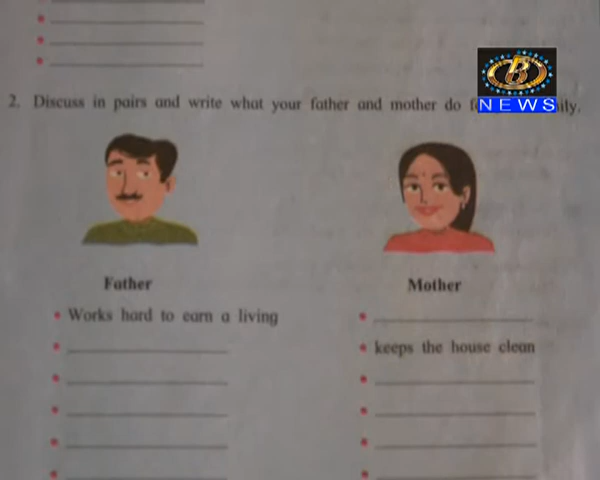 2. Discuss in pairs and write what your father and mother do
B
NEWS
Father
Mother
Works hard to earn a living
keeps the house clean